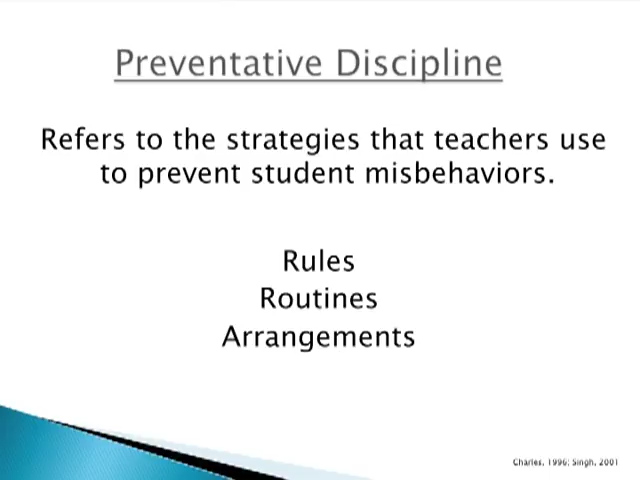 Preventative Discipline
Refers to the strategies that teachers use
to prevent student misbehaviors.
Rules
Routines
Arrangements
Charles, 1996; Singh, 2001